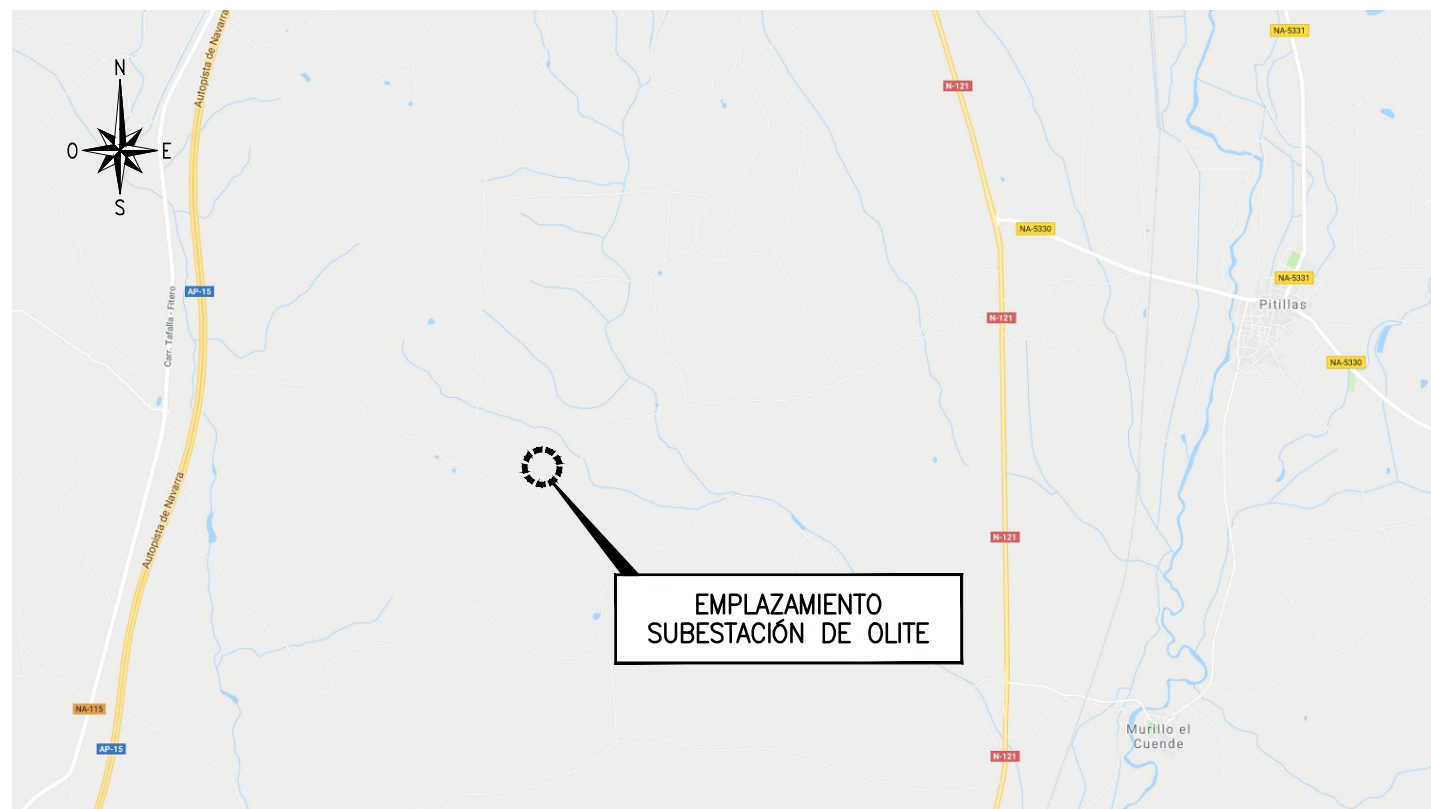 Autopista de Navarra
N
O
E
S
NA-5331
N-121
NA-5330
NA-5331
AP-15
Carr. Tafalla - Fitero
Pitillas
N-121
NA-5330
Autopista de Navarra
N-121
EMPLAZAMIENTO
SUBESTACIÓN DE OLITE
NA-115
AP-15
Murillo el
Cuende
N-121